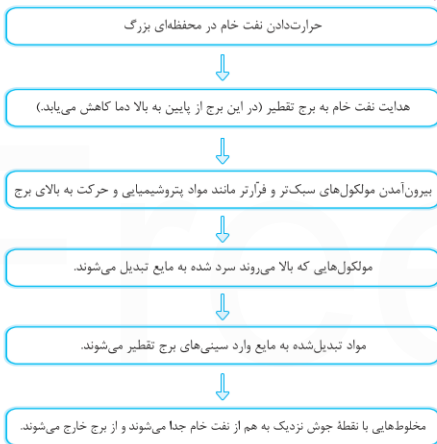 حرارت‌دادن نفت خام در محفظه‌ای بزرگ
هدایت نفت خام به برج تقطیر (در این برج از پایین به بالا دما کاهش می‌یابد.)
بیرون‌آمدن مولکول‌های سبک‌تر و فرّارتر مانند مواد پتروشیمیایی و حرکت به بالای برج
مولکول‌هایی که بالا می‌روند سرد شده به مایع تبدیل می‌شوند.
مواد تبدیل‌شده به مایع وارد سینی‌های برج تقطیر می‌شوند.
مخلوط‌هایی با نقطۀ جوش نزدیک به هم از نفت خام جدا می‌شوند و از برج خارج می‌شوند.